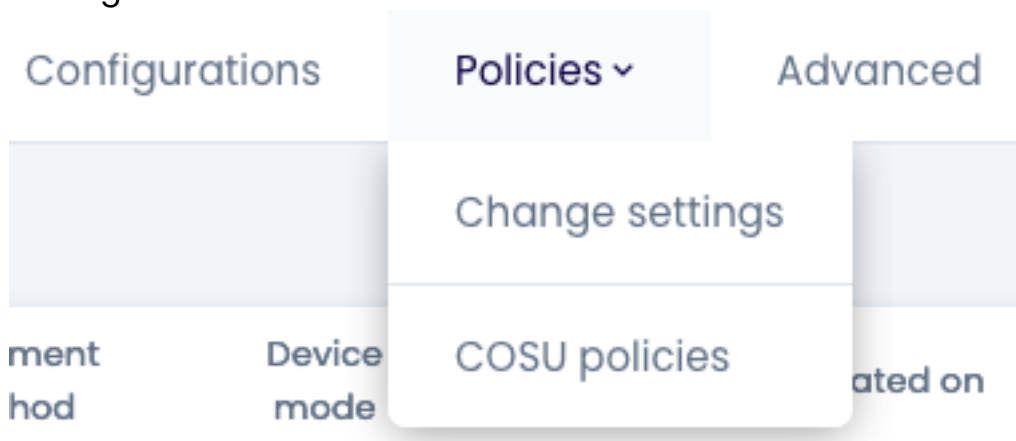 Configurations Policies Advanced
Change settings
COSU policies
ment Device ated on
hod mode